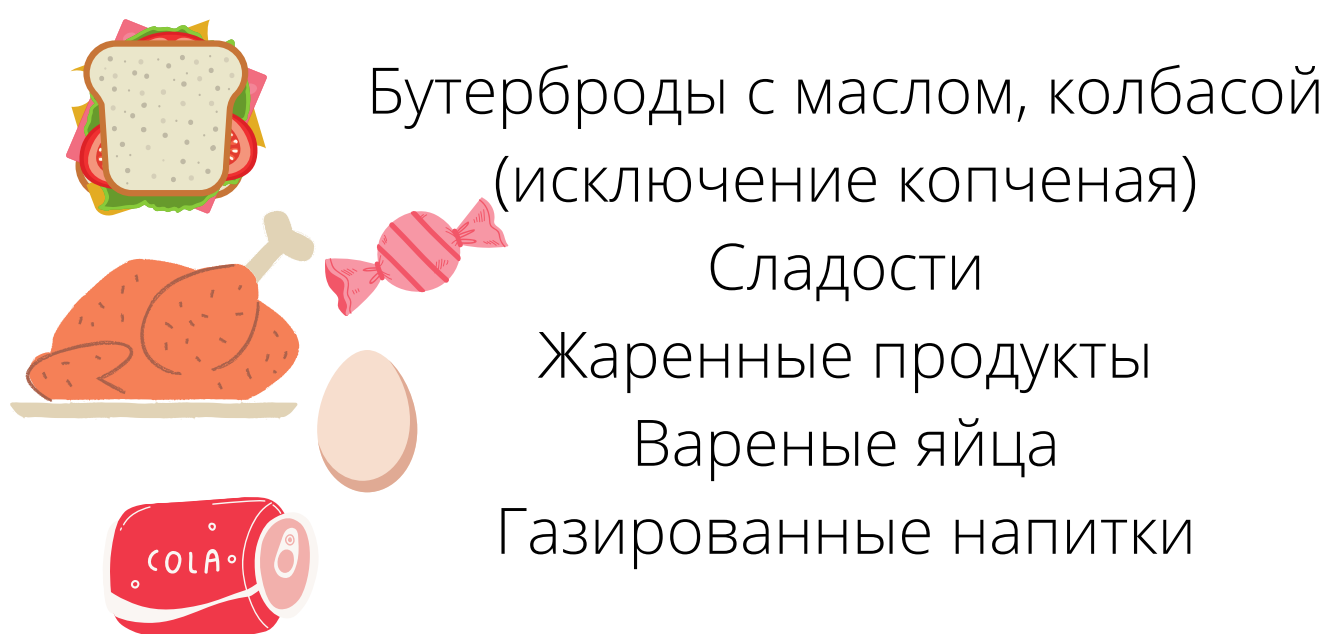 Бутерброды с маслом, колбасой
(исключение копченая)
Сладости
Жаренные продукты
Вареные яйца
Газированные напитки
COLA